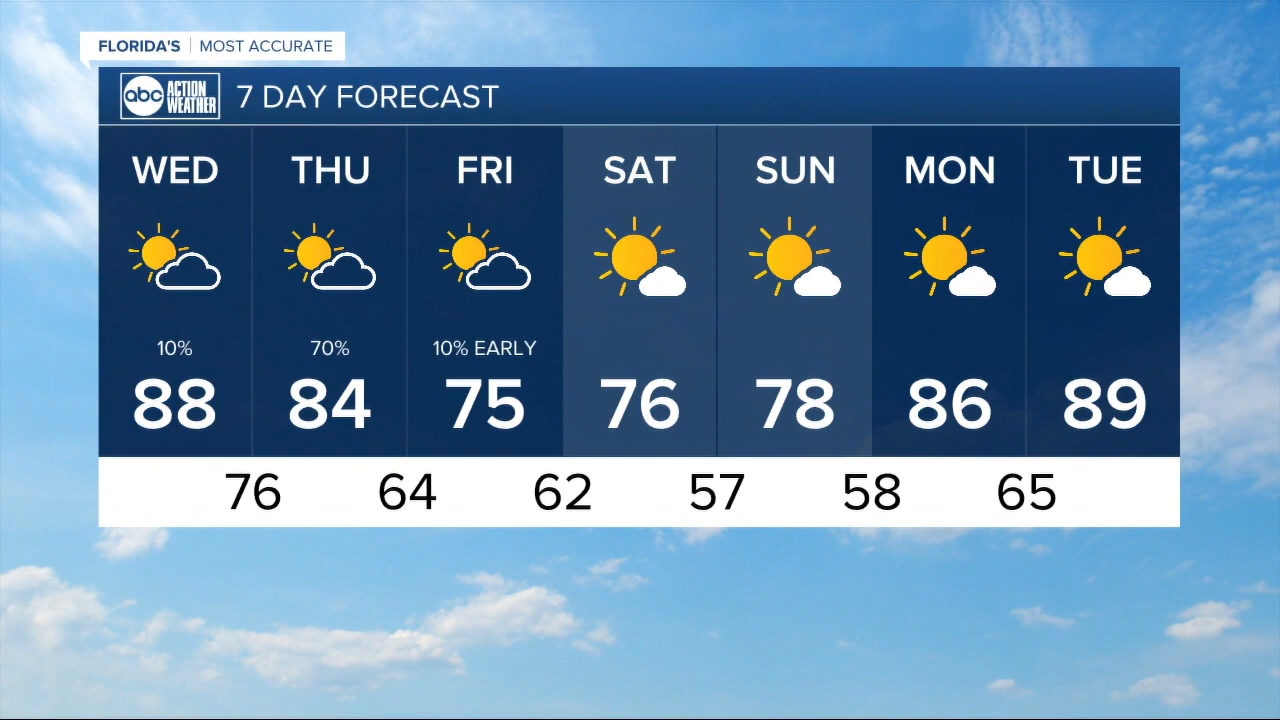 FLORIDA'S MOST ACCURATE
abc ACTION WEATHER 7 DAY FORECAST
WED THU FRI SAT SUN MON TUE
10% 70% 10% EARLY
88 84 75 76 78 86 89
76 64 62 57 58 65